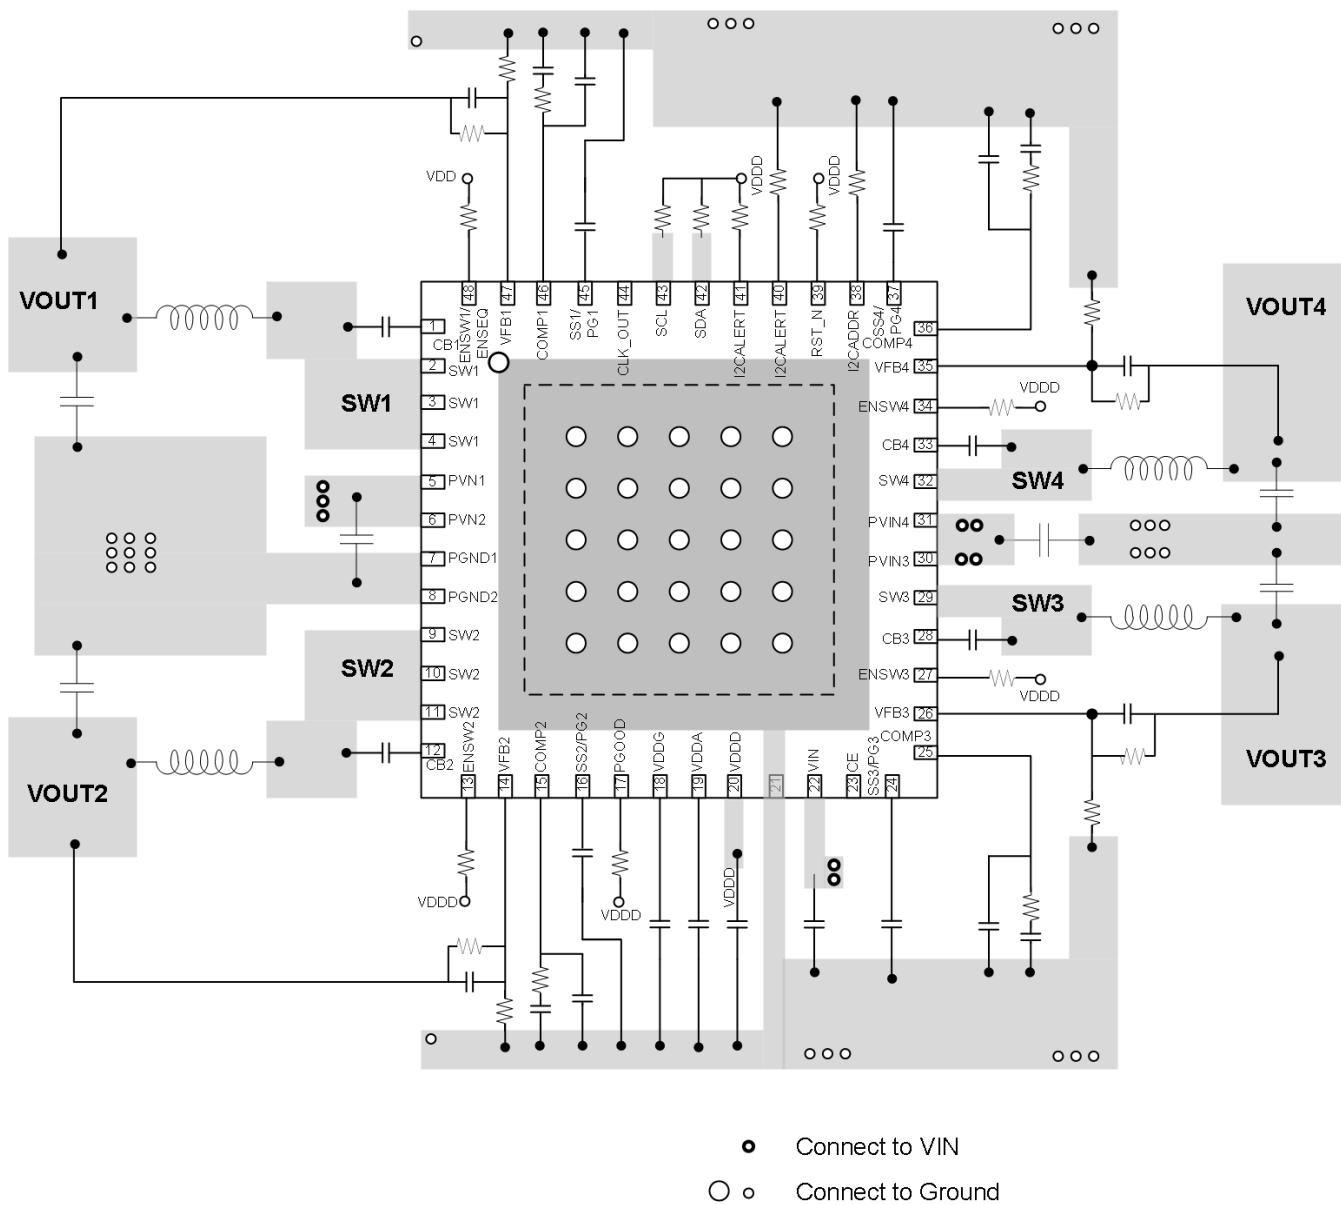 VDD
VDDD
VDDD
VOUT1
VOUT4
48
47
46
45
44
43
42
41
40
39
38
37
ENSW1/
ENSEQ
VFB1
COMP1
SS1/
PG1
CLK_OUT
SCL
SDA
I2CALERT
I2CALERT
RST_N
I2CADDR
SS4/
PG4
1
CB1
36
COMP4
2
SW1
35
VFB4
3
SW1
SW1
34
ENSW4
VDDD
4
SW1
33
CB4
5
PVN1
32
SW4
SW4
6
PVN2
31
PVIN4
7
PGND1
30
PVIN3
8
PGND2
29
SW3
SW3
9
SW2
28
CB3
10
SW2
SW2
27
ENSW3
VDDD
11
SW2
26
VFB3
12
CB2
25
COMP3
VOUT2
VOUT3
ENSW2
VFB2
COMP2
SS2/PG2
PGOOD
VDDG
VDDA
VDDD
VIN
CE
SS3/PG3
13
14
15
16
17
18
19
20
21
22
23
24
VDDD
VDDD
VDDD
Connect to VIN
Connect to Ground